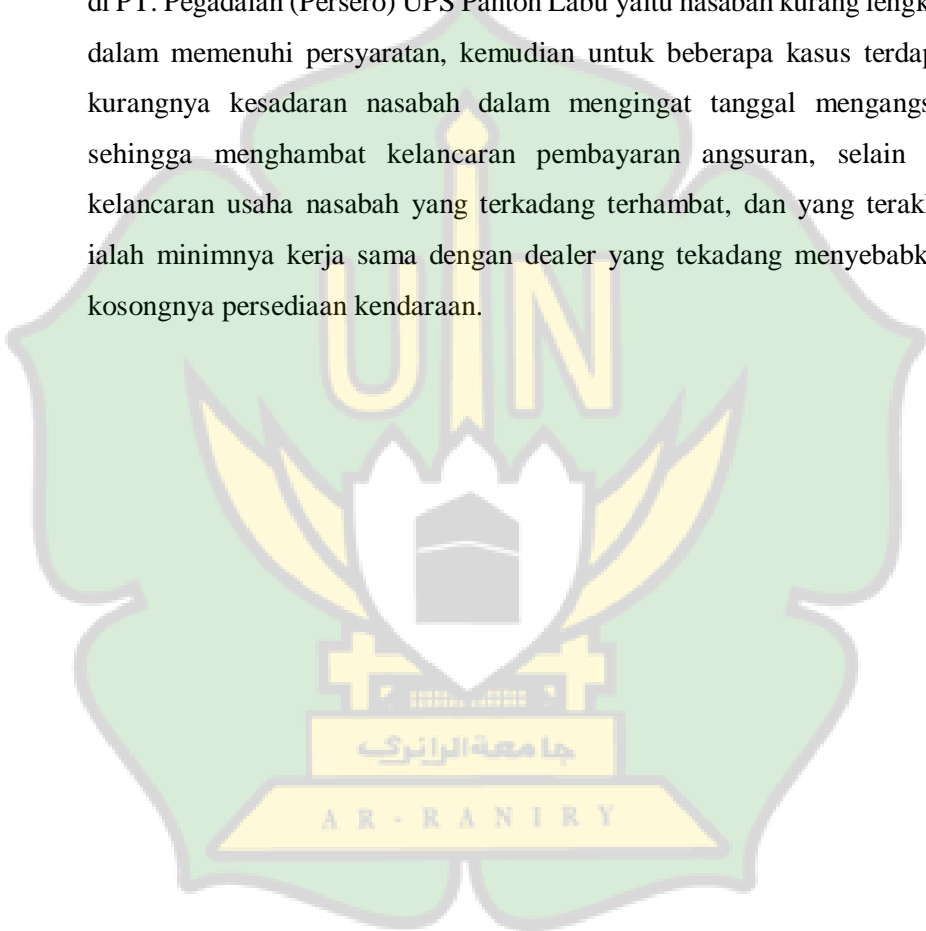 di PT. Pegadaian (Persero) UPS Panton Labu yaitu nasabah kurang lengk
dalam memenuhi persyaratan, kemudian untuk beberapa kasus terdap
kurangnya kesadaran nasabah dalam mengingat tanggal mengangs
sehingga menghambat kelancaran pembayaran angsuran, selain
kelancaran usaha nasabah yang terkadang terhambat, dan yang terakh
ialah minimnya kerja sama dengan dealer yang tekadang menyebabk
kosongnya persediaan kendaraan.
UIN
جامعة الرانري
AR-RANIRY